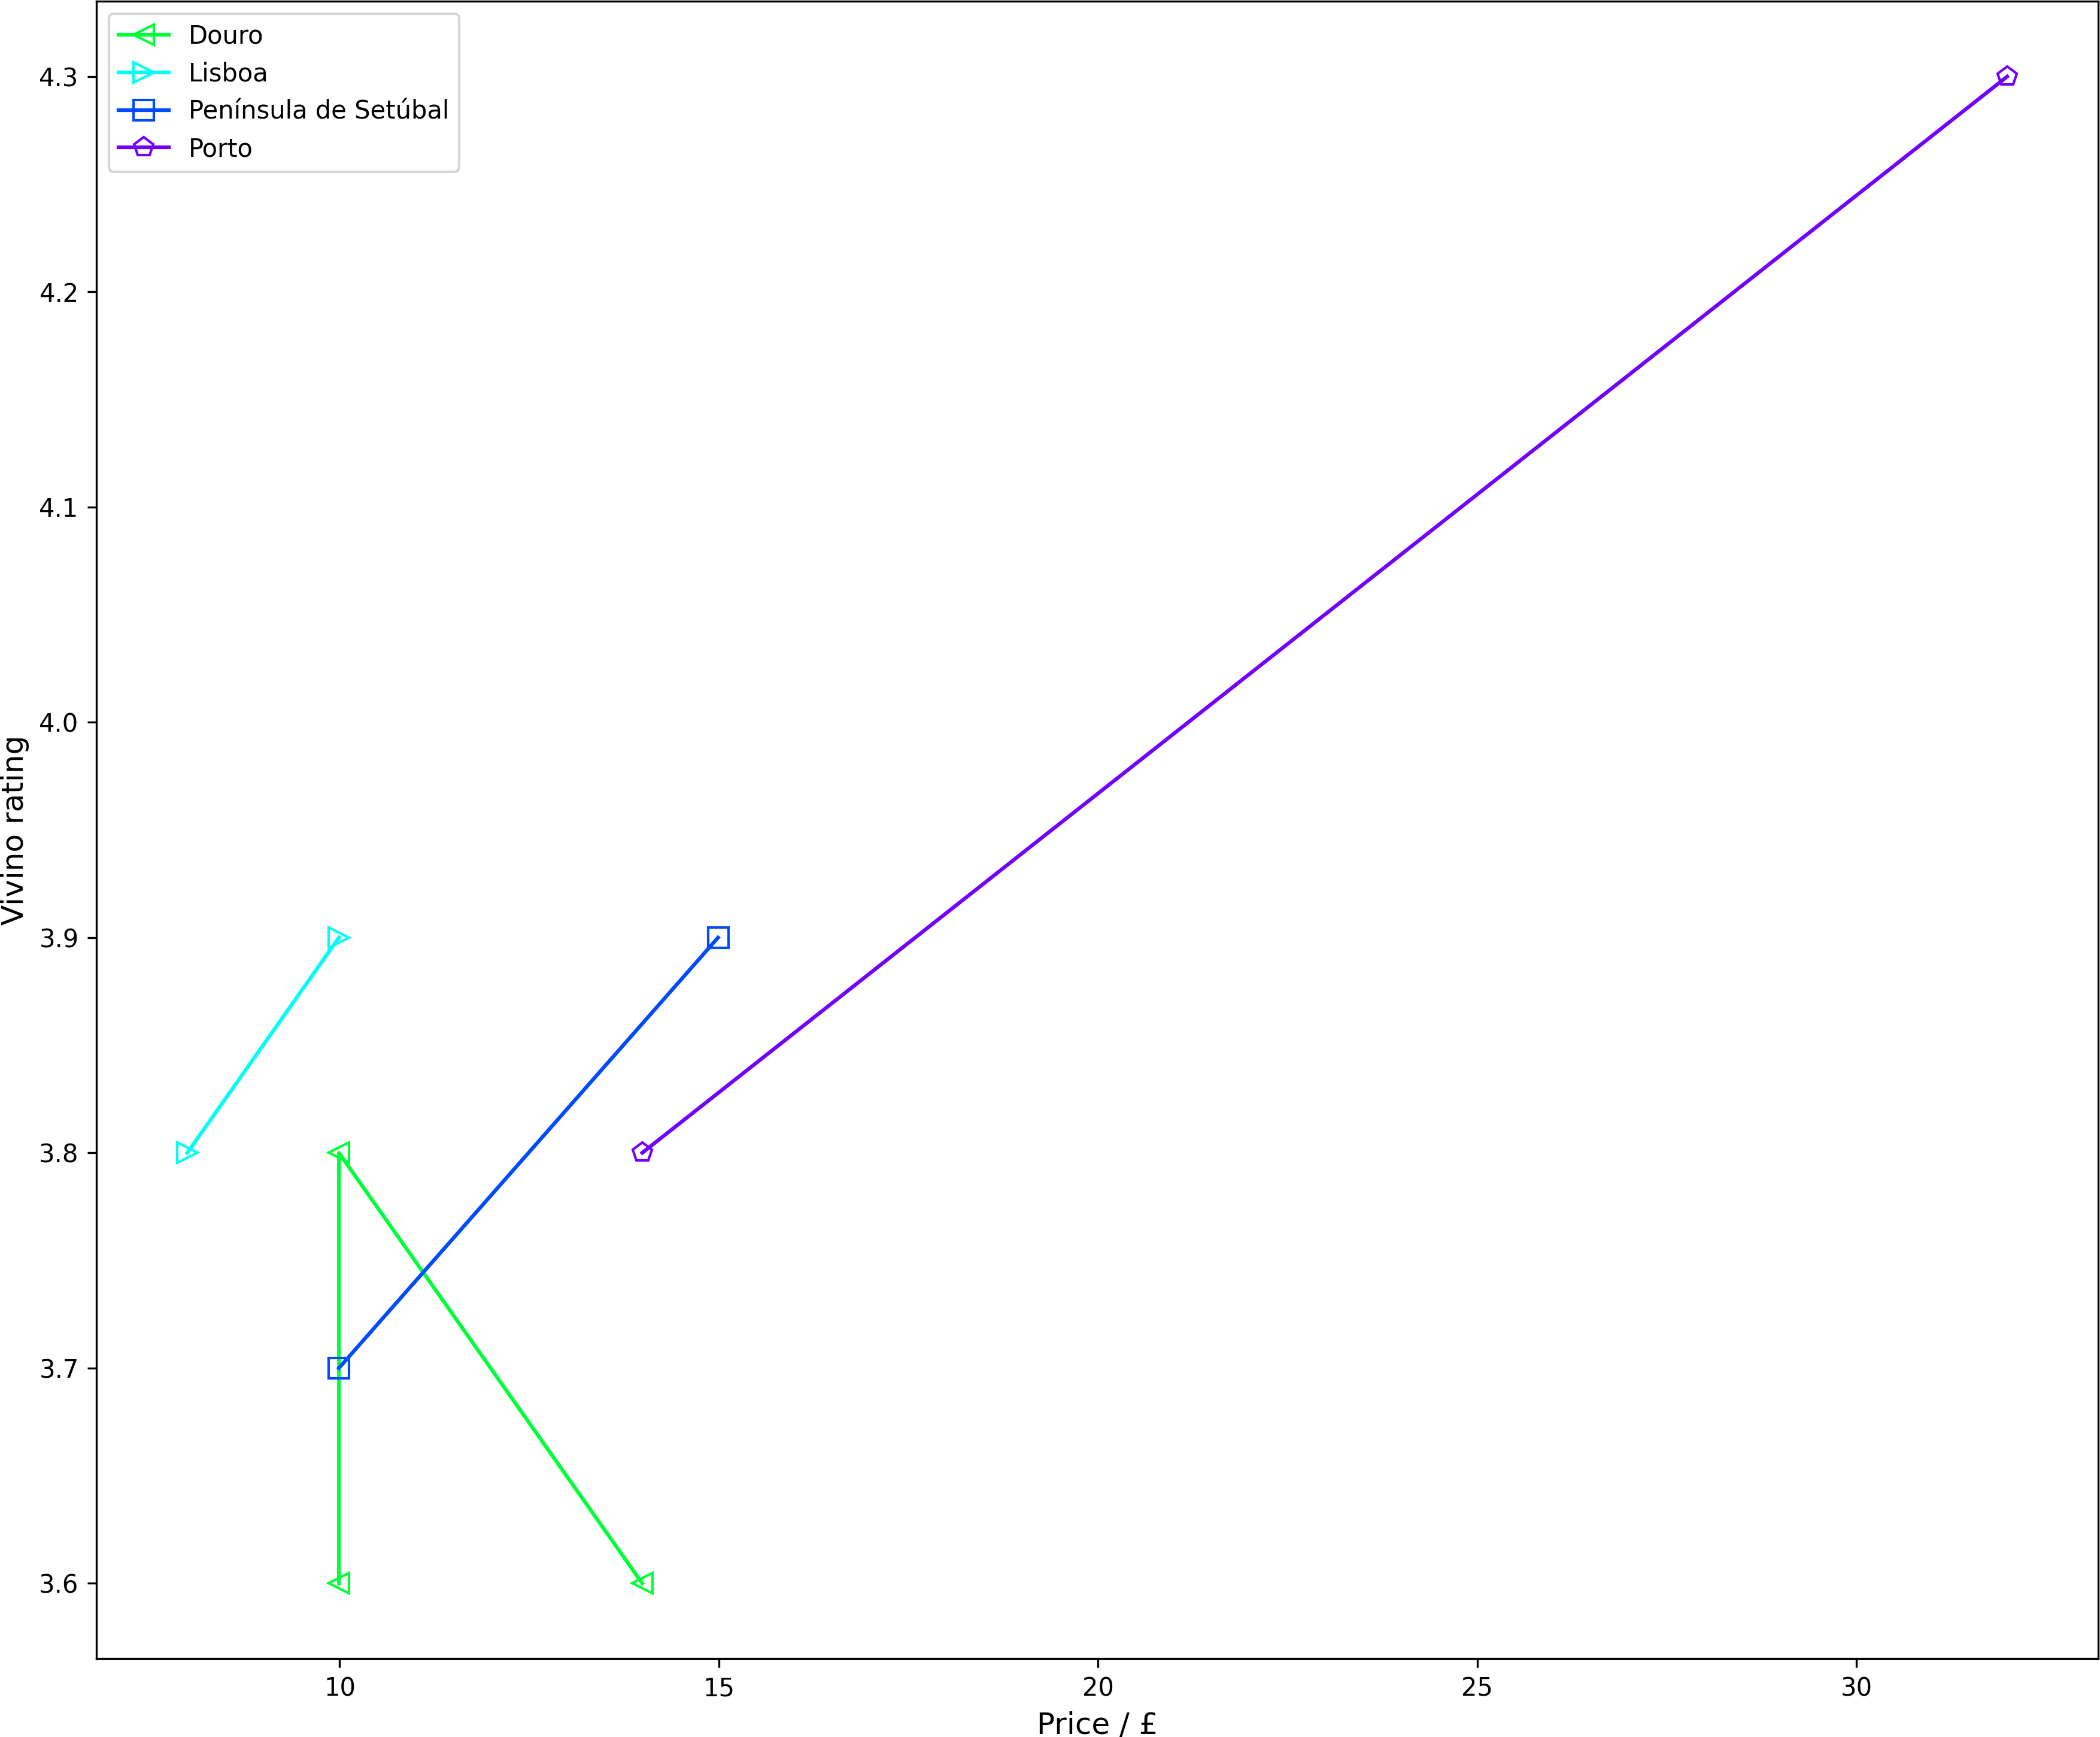 Douro
Lisboa
Península de Setúbal
Porto
4.3
4.2
4.1
4.0
3.9
3.8
3.7
3.6
Vivino rating
10 15 20 25 30
Price / £